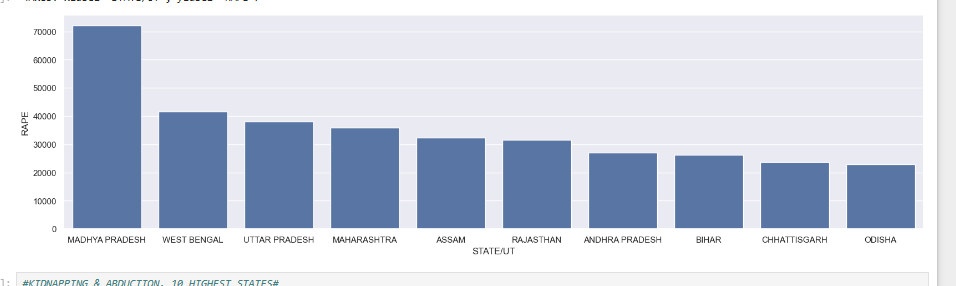 70000
60000
50000
40000
30000
20000
10000
0
RAPE
MADHYA PRADESH WEST BENGAL UTTAR PRADESH MAHARASHTRA ASSAM RAJASTHAN ANDHRA PRADESH BIHAR CHHATTISGARH ODISHA
STATE/UT
]: #KIDNAPPING & ABDUCTION, 10 HIGHEST STATES#